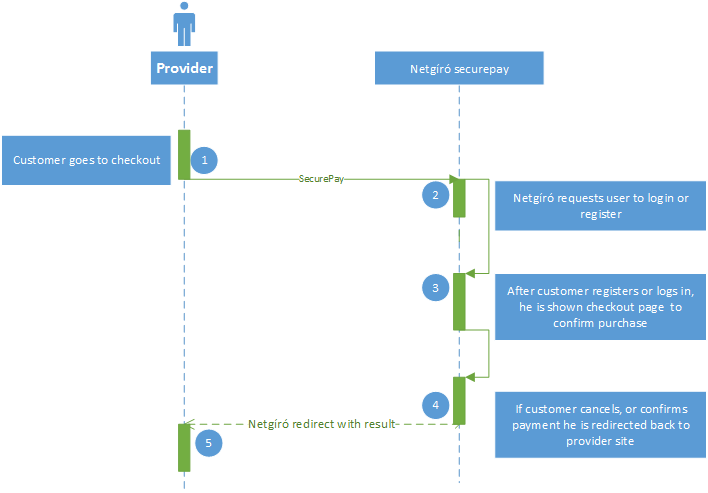 Provider
Netgíró securepay
Customer goes to checkout
1
SecurePay
2
Netgíró requests user to login or
register
3
After customer registers or logs in,
he is shown checkout page to
confirm purchase
4
If customer cancels, or confirms
payment he is redirected back to
provider site
Netgíró redirect with result
5